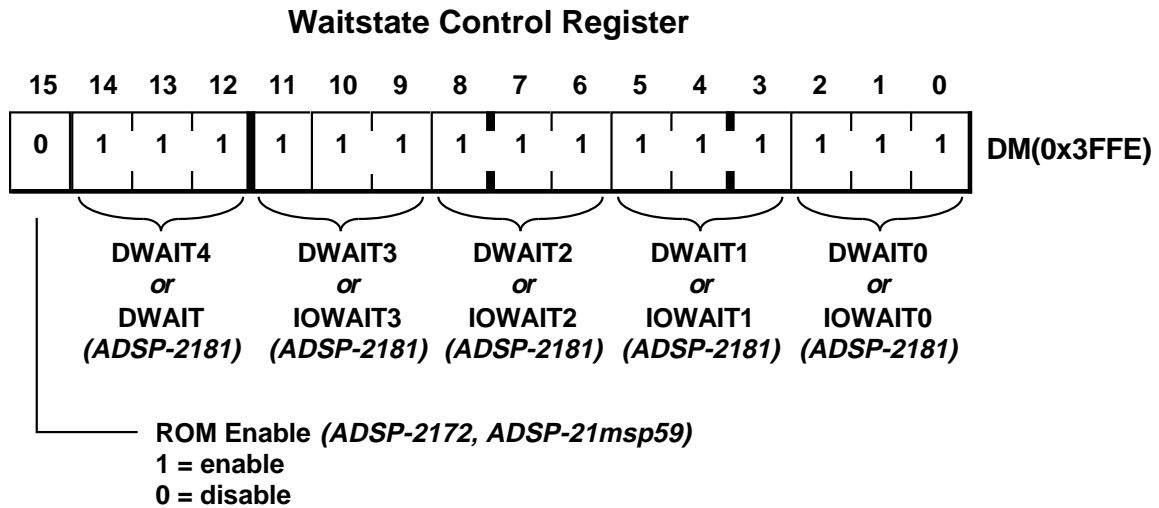 Waitstate Control Register
15 14 13 12 11 10 9 8 7 6 5 4 3 2 1 0
0 1 1 1 1 1 1 1 1 1 1 1 1 1 1 1 DM(0x3FFE)
DWAIT4 DWAIT3 DWAIT2 DWAIT1 DWAIT0
or or or or or
DWAIT IOWAIT3 IOWAIT2 IOWAIT1 IOWAIT0
(ADSP-2181) (ADSP-2181) (ADSP-2181) (ADSP-2181) (ADSP-2181)
ROM Enable (ADSP-2172, ADSP-21msp59)
1 = enable
0 = disable